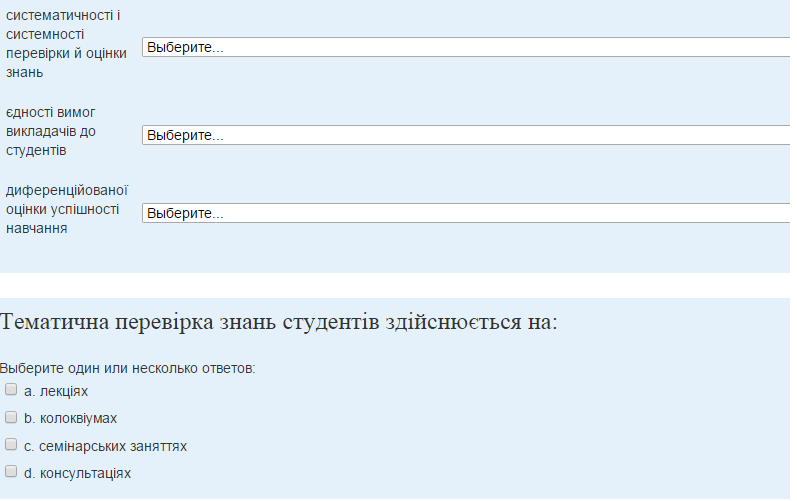 систематичності і
системності
перевірки й оцінки
знань
Выберите...
єдності вимог
викладачів до
студентів
Выберите...
диференційованої
оцінки успішності
навчання
Выберите...
Тематична перевірка знань студентів здійснюється на:
Выберите один или несколько ответов:
a. лекціях
b. колоквіумах
c. семінарських заняттях
d. консультаціях